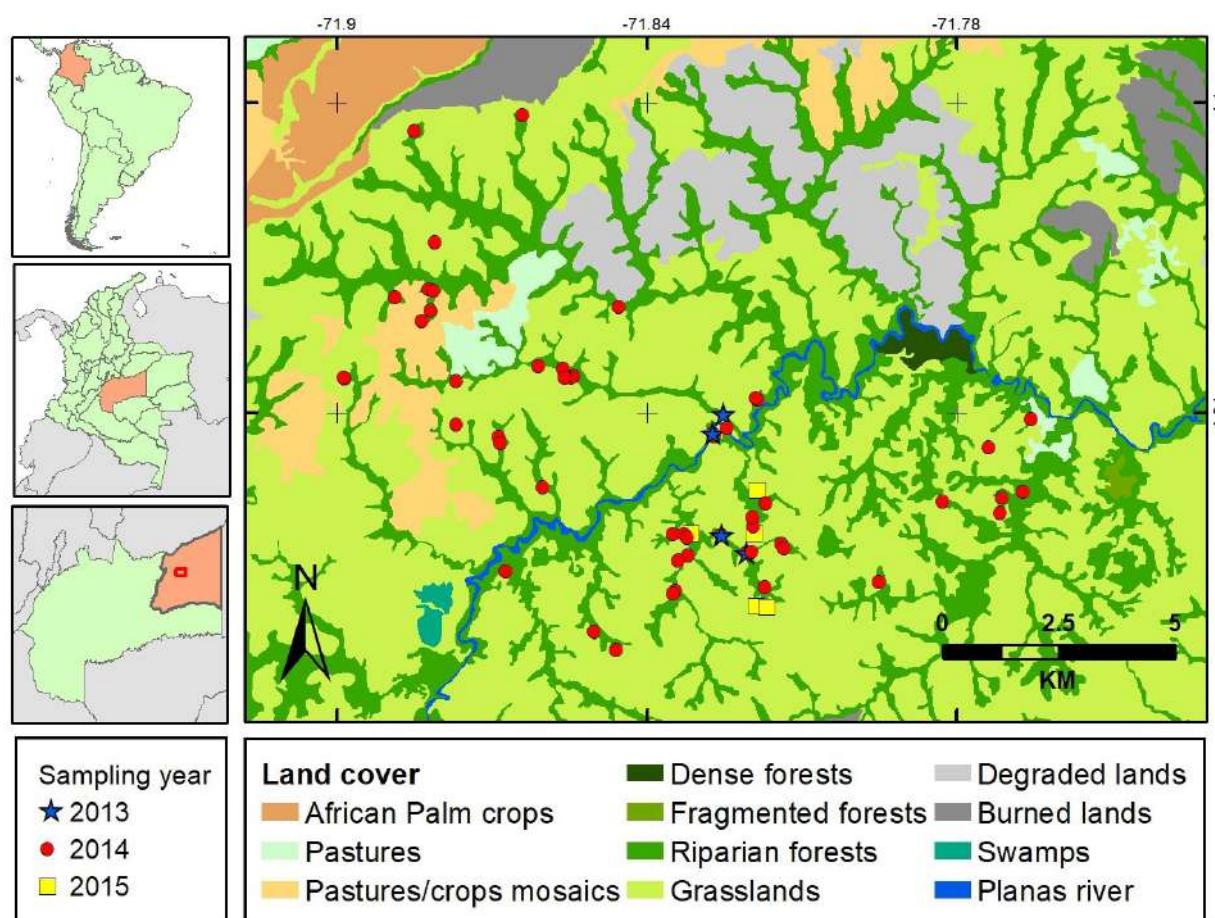 -71.9 -71.84 -71.78
N
0 2.5 5
KM
Sampling year
2013
2014
2015
Land cover
African Palm crops
Pastures
Pastures/crops mosaics
Dense forests
Fragmented forests
Riparian forests
Grasslands
Degraded lands
Burned lands
Swamps
Planas river